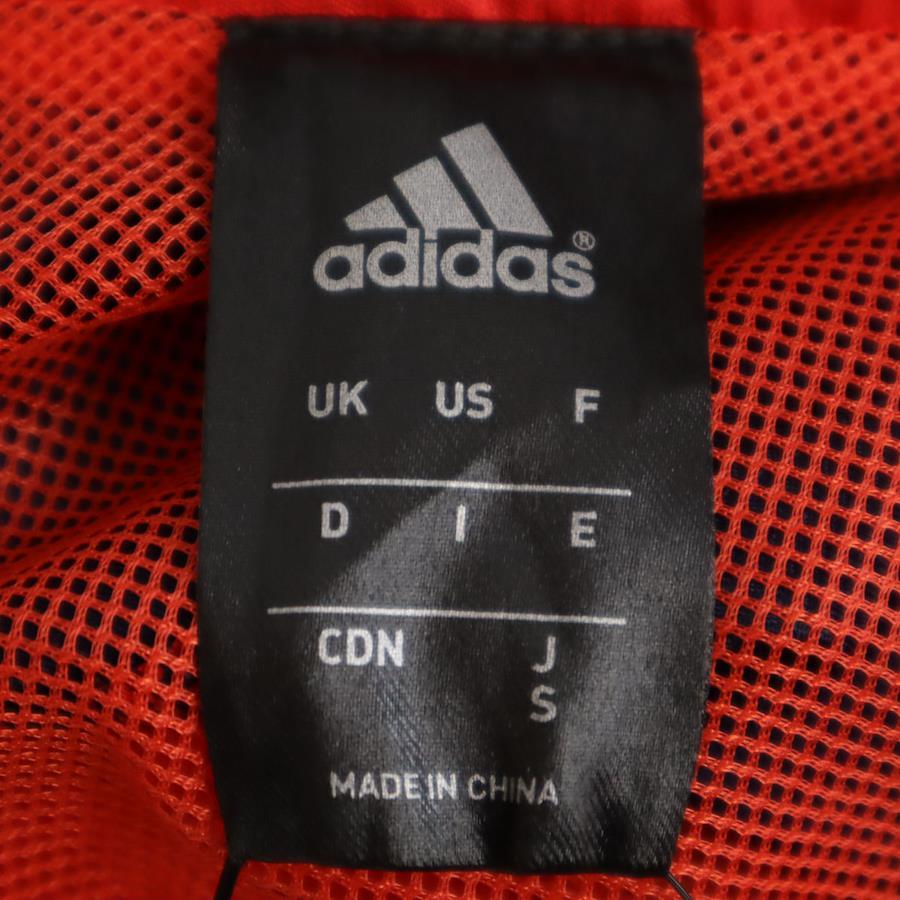 adidas®
UK US F
D I E
CDN J
S
MADE IN CHINA